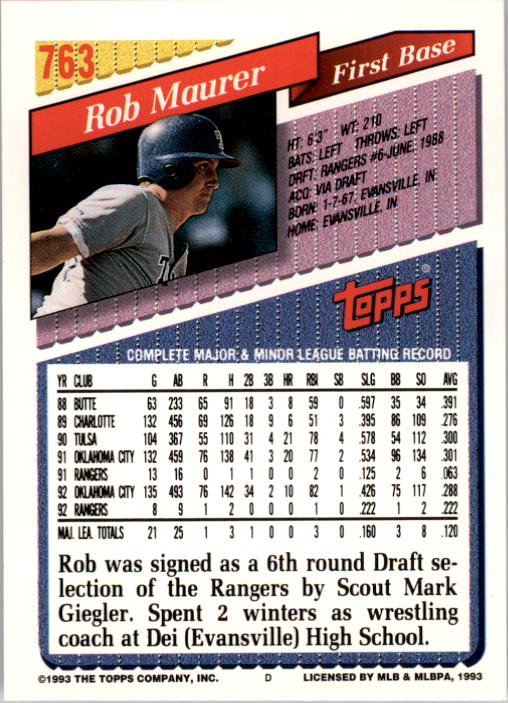 763
Rob Maurer
First Base
HT: 6'3" WT: 210
BATS: LEFT THROWS: LEFT
DRFT: RANGERS #6-JUNE, 1988
ACQ: VIA DRAFT
BORN: 1-7-67, EVANSVILLE, IN
HOME: EVANSVILLE, IN
TOPPS®
COMPLETE MAJOR & MINOR LEAGUE BATTING RECORD
YR CLUB G AB R H 2B 3B HR RBI SB SLG BB SO AVG
88 BUTTE 63 233 65 91 18 3 8 59 0 .597 35 34 .391
89 CHARLOTTE 132 456 69 126 18 9 6 51 3 .395 86 109 .276
90 TULSA 104 367 55 110 31 4 21 78 4 .578 54 112 .300
91 OKLAHOMA CITY 132 459 76 138 41 3 20 77 2 .534 96 134 .301
91 RANGERS 13 16 0 1 1 0 0 2 0 .125 2 6 .063
92 OKLAHOMA CITY 135 493 76 142 34 2 10 82 1 .426 75 117 .288
92 RANGERS 8 9 1 2 0 0 0 1 0 .222 1 2 .222
MAJ. LEA. TOTALS 21 25 1 3 1 0 0 3 0 .160 3 8 .120
Rob was signed as a 6th round Draft se-
lection of the Rangers by Scout Mark
Giegler. Spent 2 winters as wrestling
coach at Dei (Evansville) High School.
©1993 THE TOPPS COMPANY, INC. D LICENSED BY MLB & MLBPA, 1993